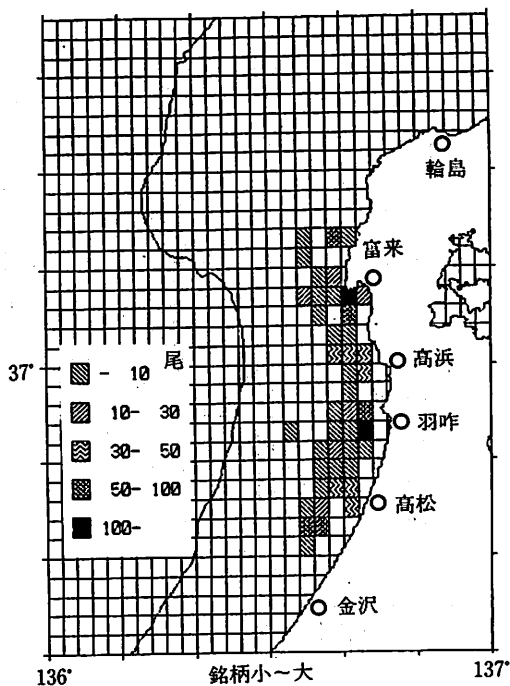 輪島
富来
37°
尾
- 10
10- 30
30- 50
50- 100
100-
高浜
羽咋
高松
金沢
136°
銘柄小〜大
137°